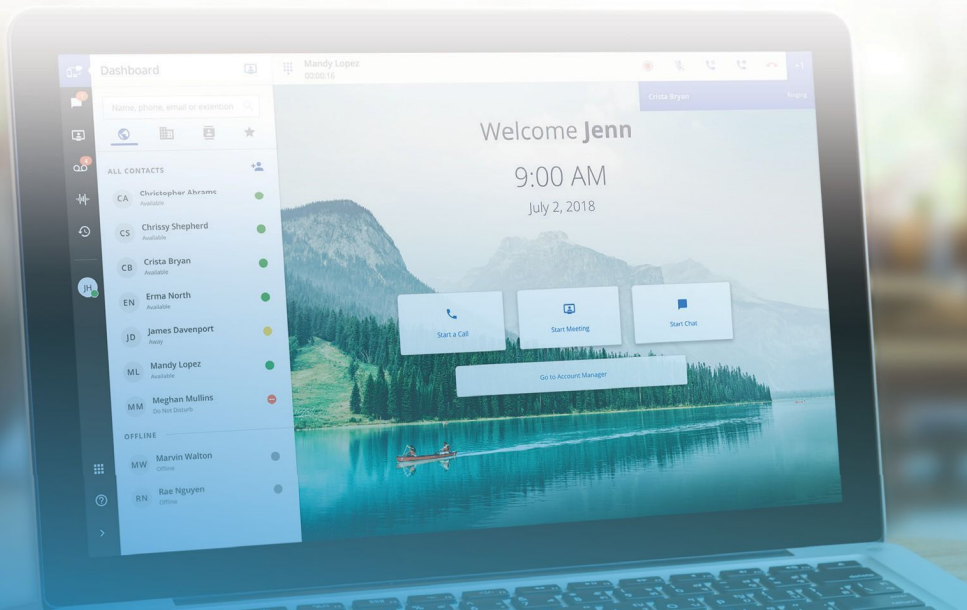 Dashboard
Mandy Lopez
00:00:16
+1
Crista Bryan
Name, phone, email or extention
Welcome Jenn
9:00 AM
July 2, 2018
ALL CONTACTS
CA
Christopher Abrams
Available
CS
Chrissy Shepherd
Available
CB
Crista Bryan
Available
EN
Erma North
Available
JD
James Davenport
Away
ML
Mandy Lopez
Available
MM
Meghan Mullins
Do Not Disturb
OFFLINE
MW
Marvin Walton
Offline
RN
Rae Nguyen
Offline
JH
Start a Call
Start Meeting
Start Chat
Go to Account Manager